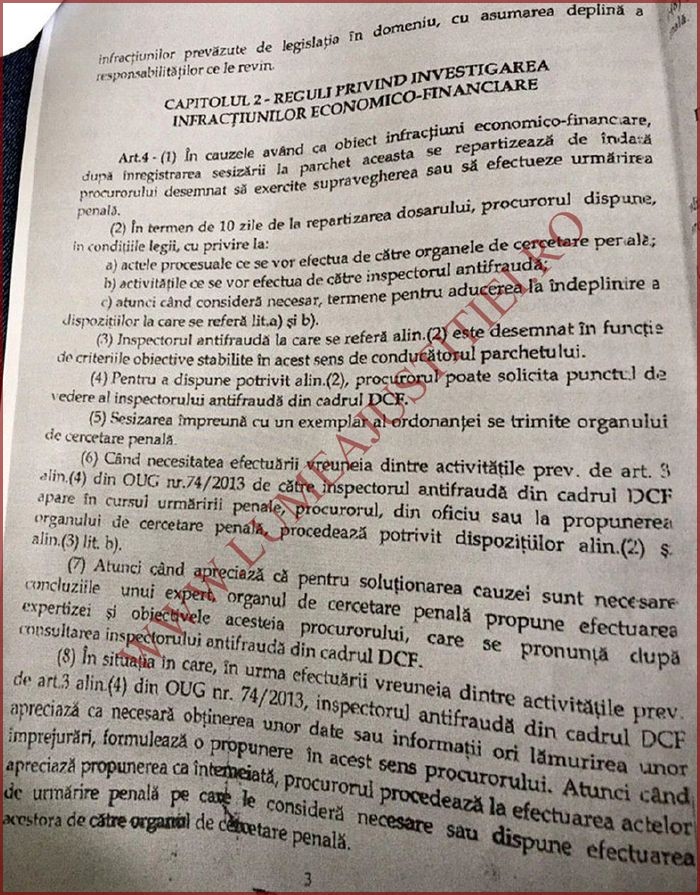 infracțiunilor prevăzute de legislația în domeniu, cu asumarea deplină a
responsabilităților ce le revin.
CAPITOLUL 2 - REGULI PRIVIND INVESTIGAREA
INFRACȚIUNILOR ECONOMICO-FINANCIARE
Art.4 - (1) În cauzele având ca obiect infracțiuni economico-financiare,
după înregistrarea sesizării la parchet aceasta se repartizează de îndată
procurorului desemnat să exercite supravegherea sau să efectueze urmărirea
penală.
(2) În termen de 10 zile de la repartizarea dosarului, procurorul dispune,
în condițiile legii, cu privire la:
a) actele procesuale ce se vor efectua de către organele de cercetare penală;
b) activitățile ce se vor efectua de către inspectorul antifraudă;
c) atunci când consideră necesar, termene pentru aducerea la îndeplinire a
dispozițiilor la care se referă lit.a) și b).
(3) Inspectorul antifraudă la care se referă alin.(2) este desemnat în funcție
de criteriile obiective stabilite în acest sens de conducătorul parchetului.
(4) Pentru a dispune potrivit alin.(2), procurorul poate solicita punctul de
vedere al inspectorului antifraudă din cadrul DCF.
(5) Sesizarea împreună cu un exemplar al ordonanței se trimite organului
de cercetare penală.
(6) Când necesitatea efectuării vreuneia dintre activitățile prev. de art. 3
alin.(4) din OUG nr.74/2013 de către inspectorul antifraudă din cadrul DCF
apare în cursul urmăririi penale, procurorul, din oficiu sau la propunerea
organului de cercetare penală, procedează potrivit dispozițiilor alin.(2) și
alin.(3) lit. b).
(7) Atunci când apreciază că pentru soluționarea cauzei sunt necesare
concluziile unui expert, organul de cercetare penală propune efectuarea
expertizei și obiectivele acesteia procurorului, care se pronunță după
consultarea inspectorului antifraudă din cadrul DCF.
(8) În situația în care, în urma efectuării vreuneia dintre activitățile prev.
de art.3 alin.(4) din OUG nr. 74/2013, inspectorul antifraudă din cadrul DCF
apreciază ca necesară obținerea unor date sau informații ori lămurirea unor
împrejurări, formulează o propunere în acest sens procurorului. Atunci când
apreciază propunerea ca întemeiată, procurorul procedează la efectuarea actelor
de urmărire penală pe care le consideră necesare sau dispune efectuarea
acestora de către organul de cercetare penală.
3
WWW.LUMEAJUSTITIEI.RO